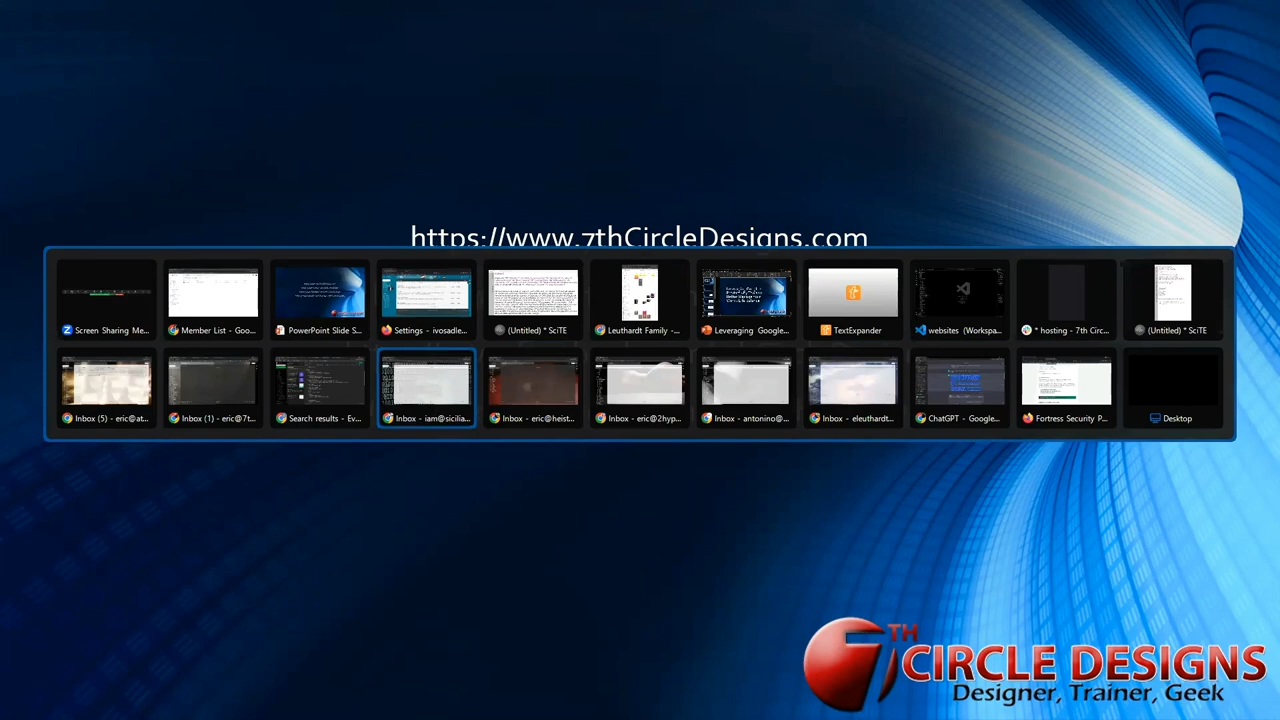 https://www.7thCircleDesigns.com
Screen Sharing Me...
Member List - Goo...
PowerPoint Slide S...
Settings - ivosadle...
(Untitled) * SciTE
Leuthardt Family -...
Leveraging Google...
TextExpander
websites (Workspa...
* hosting - 7th Circ...
(Untitled) * SciTE
Inbox (5) - eric@at...
Inbox (1) - eric@7t...
Search results - Ev...
Inbox - iam@sicilia...
Inbox - eric@heist...
Inbox - eric@2hyp...
Inbox - antonino@...
Inbox - eleuthardt...
ChatGPT - Google...
Fortress Security P...
Desktop
7TH CIRCLE DESIGNS
Designer, Trainer, Geek